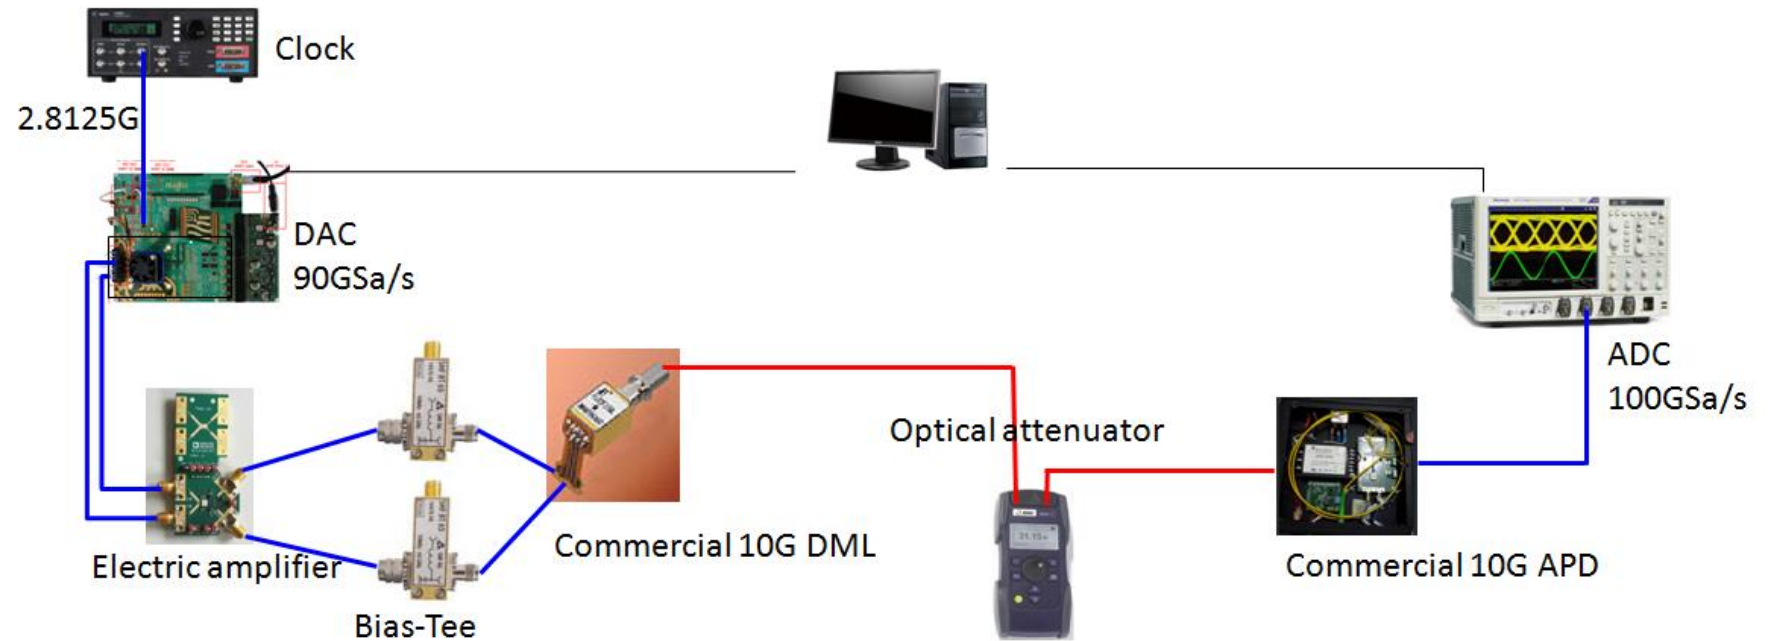 Clock
2.8125G
DAC
90GSa/s
ADC
100GSa/s
Optical attenuator
Electric amplifier
Commercial 10G DML
Commercial 10G APD
Bias-Tee